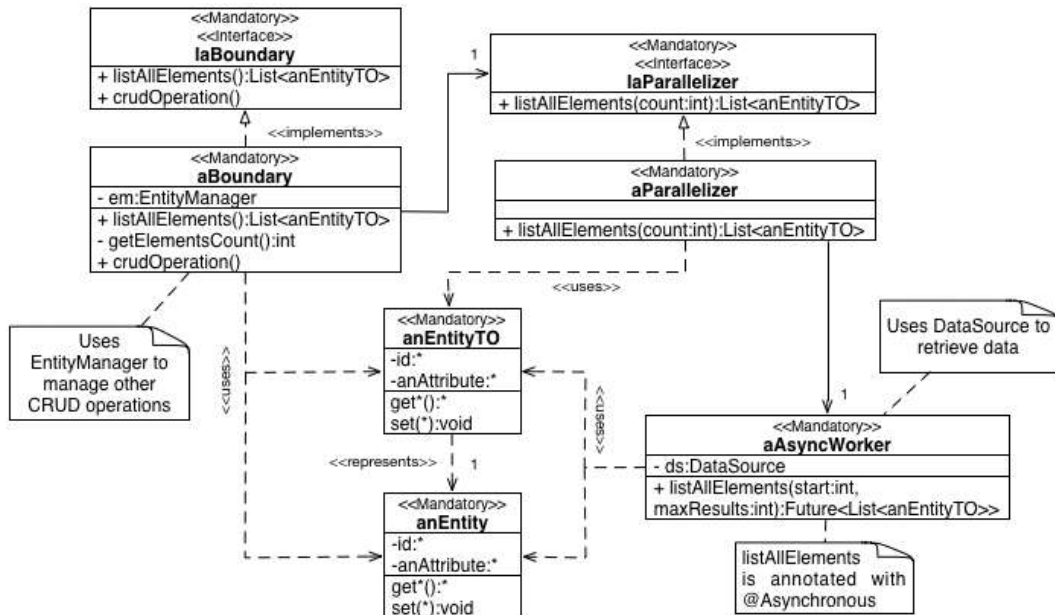 <<Mandatory>>
<<Interface>>
IaBoundary
+ listAllElements():List<anEntityTO>
+ crudOperation()
<<implements>>
<<Mandatory>>
aBoundary
- em:EntityManager
+ listAllElements():List<anEntityTO>
- getElementsCount():int
+ crudOperation()
1
<<Mandatory>>
<<Interface>>
IaParallelizer
+ listAllElements(count:int):List<anEntityTO>
<<implements>>
<<Mandatory>>
aParallelizer
+ listAllElements(count:int):List<anEntityTO>
<<uses>>
Uses
EntityManager to
manage other
CRUD operations
<<uses>>
<<Mandatory>>
anEntityTO
-id:*
-anAttribute:*
get*():*
set(*):void
<<uses>>
Uses DataSource to
retrieve data
1
<<Mandatory>>
aAsyncWorker
- ds:DataSource
+ listAllElements(start:int,
maxResults:int):Future<List<anEntityTO>>
<<represents>>
1
<<Mandatory>>
anEntity
-id:*
-anAttribute:*
get*():*
set(*):void
listAllElements
is annotated with
@Asynchronous